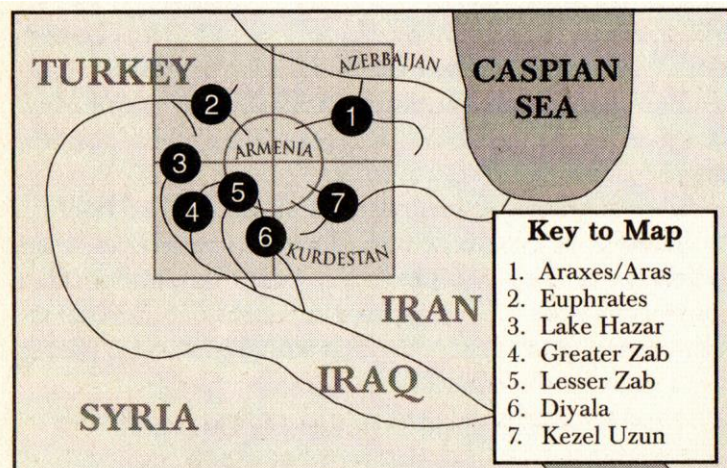 TURKEY
AZERBAIJAN
CASPIAN
SEA
2
1
ARMENIA
3
5
4
7
6
KURDESTAN
IRAN
IRAQ
SYRIA
Key to Map
1. Araxes/Aras
2. Euphrates
3. Lake Hazar
4. Greater Zab
5. Lesser Zab
6. Diyala
7. Kezel Uzun